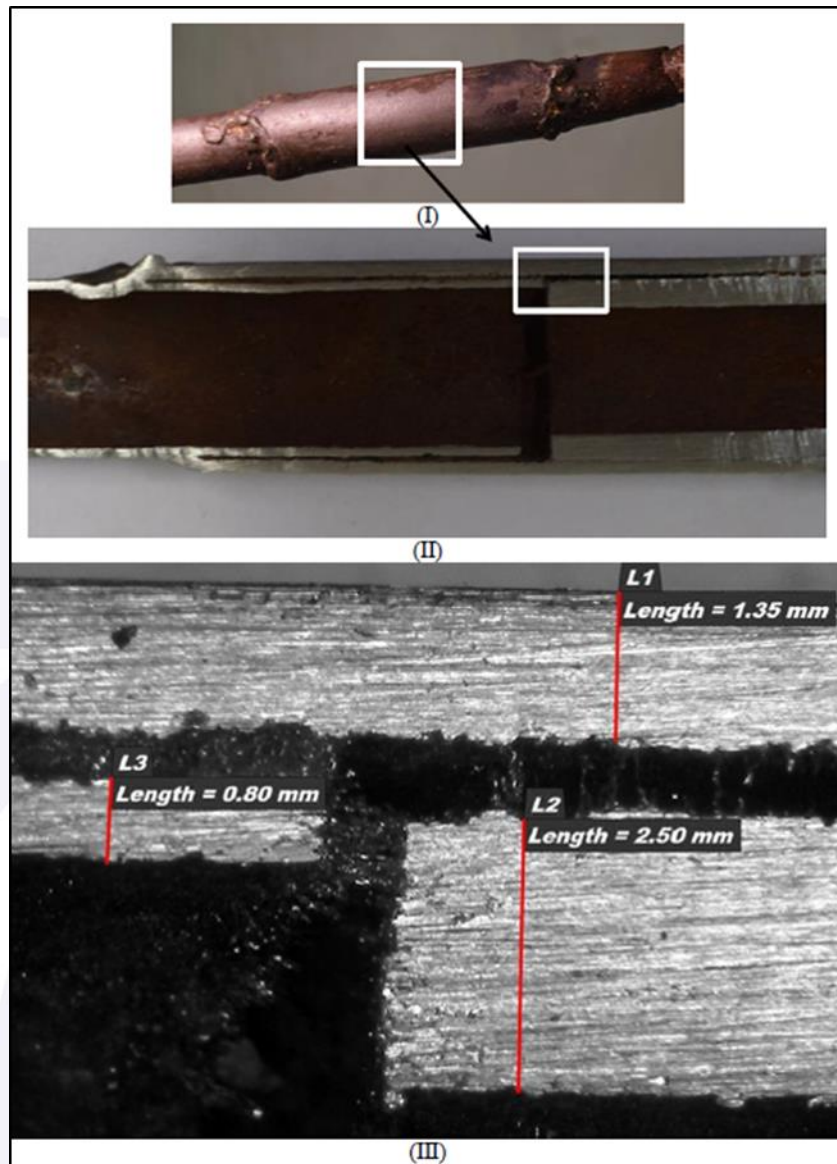 (I)
(II)
L1
Length = 1.35 mm
L3
Length = 0.80 mm
L2
Length = 2.50 mm
(III)